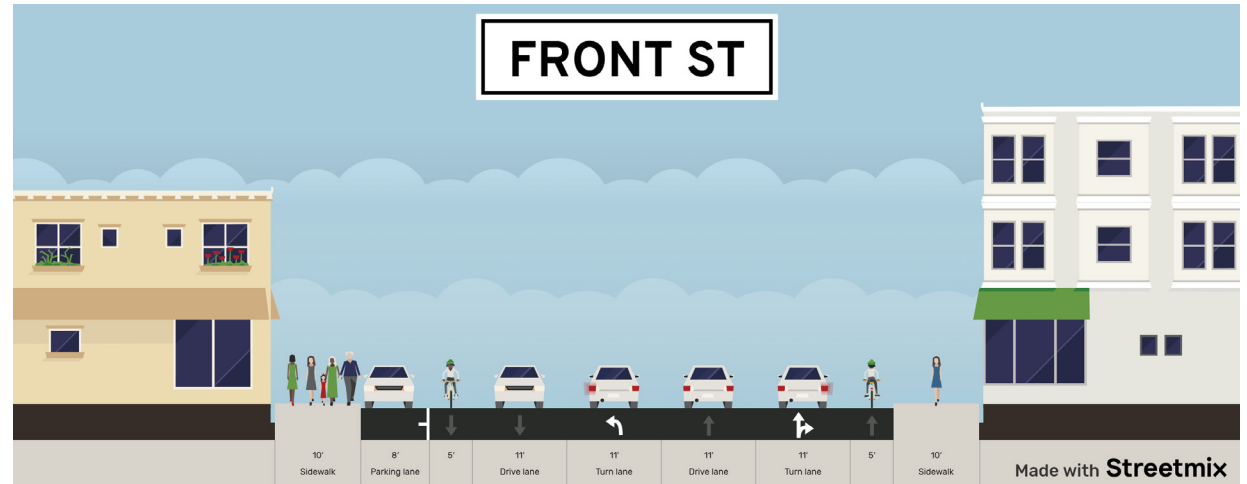 FRONT ST
10' 8' 5' 11' 11' 11' 11' 5' 10'
Sidewalk Parking lane Drive lane Turn lane Drive lane Turn lane Sidewalk
Made with Streetmix